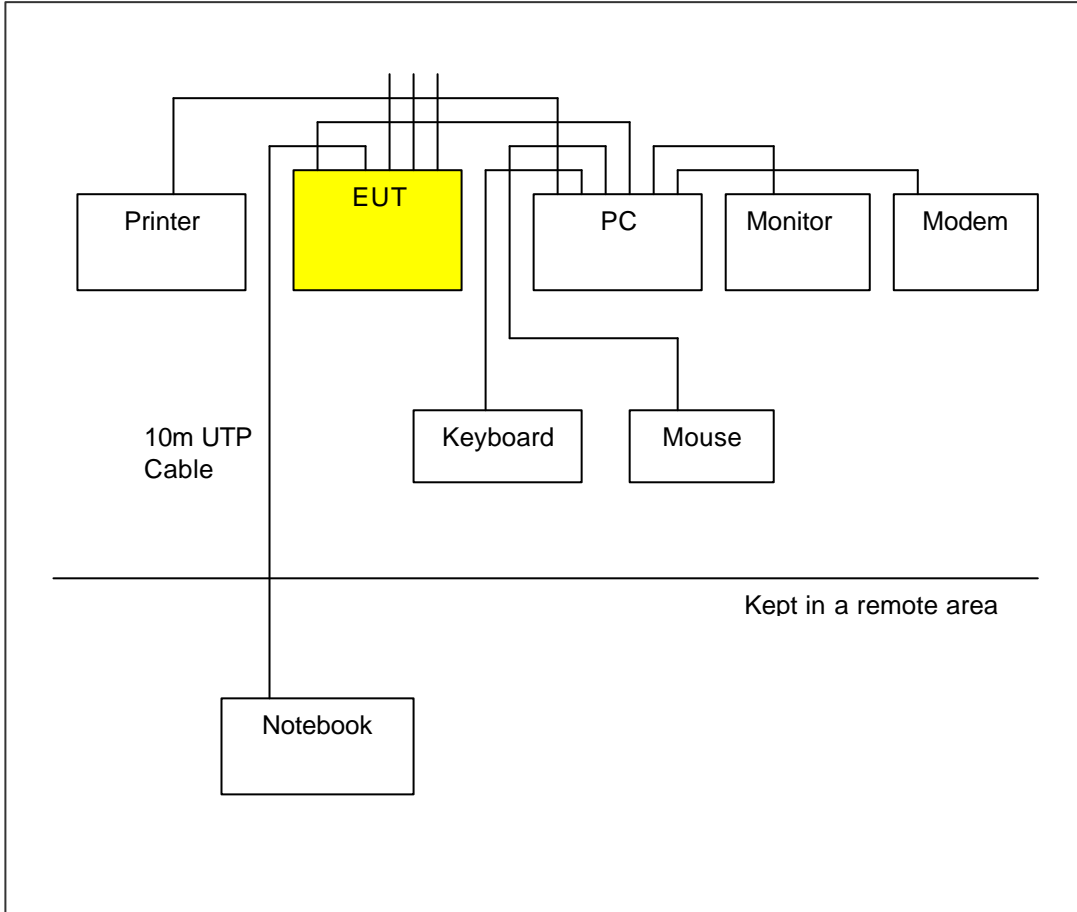 EUT
Printer
PC
Monitor
Modem
10m UTP
Cable
Keyboard
Mouse
Kept in a remote area
Notebook